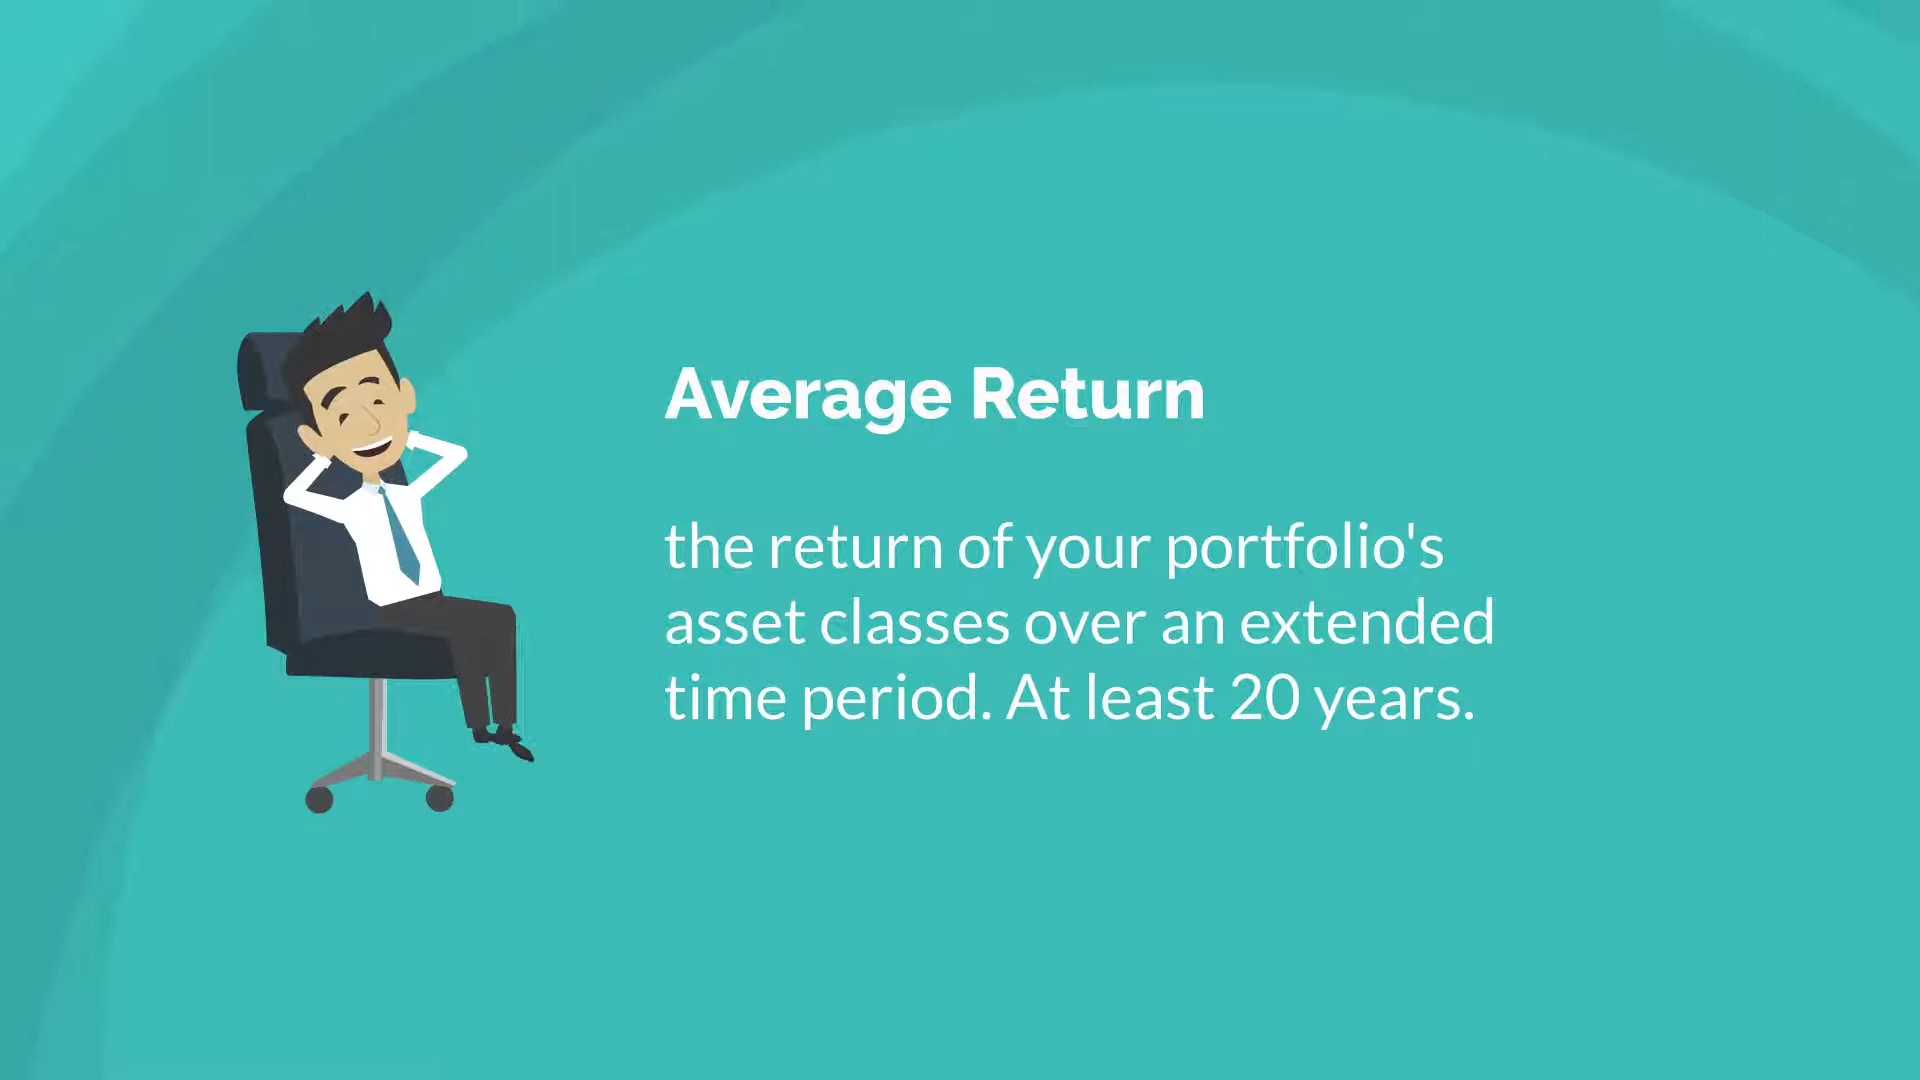 Average Return
the return of your portfolio's
asset classes over an extended
time period. At least 20 years.